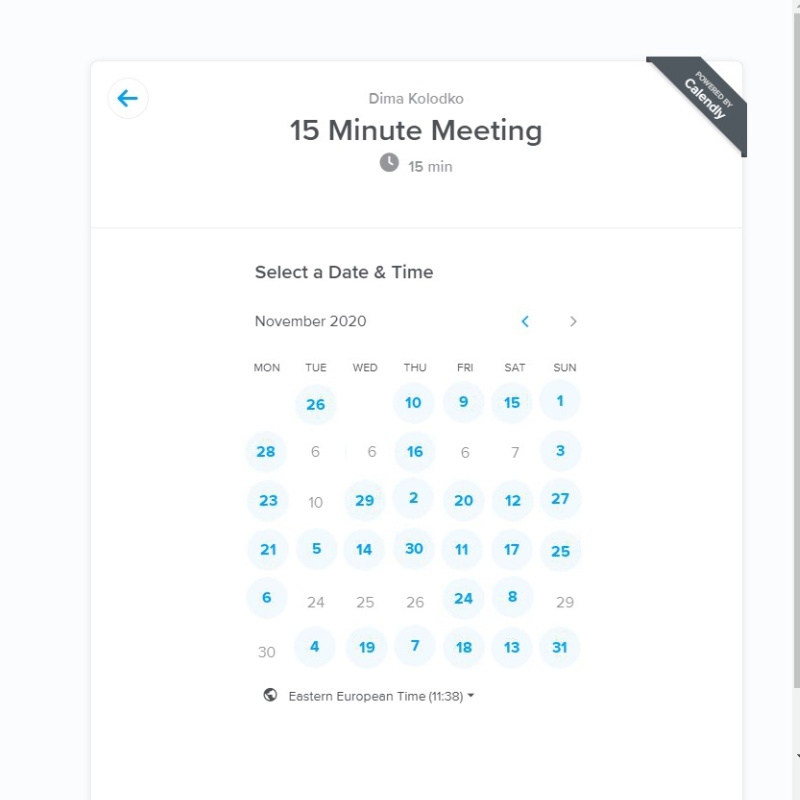 POWERED BY
Calendly
Dima Kolodko
15 Minute Meeting
15 min
Select a Date & Time
November 2020
MON TUE WED THU FRI SAT SUN
26 10 9 15 1
28 6 6 16 6 7 3
23 10 29 2 20 12 27
21 5 14 30 11 17 25
6 24 25 26 24 8 29
30 4 19 7 18 13 31
Eastern European Time (11:38)